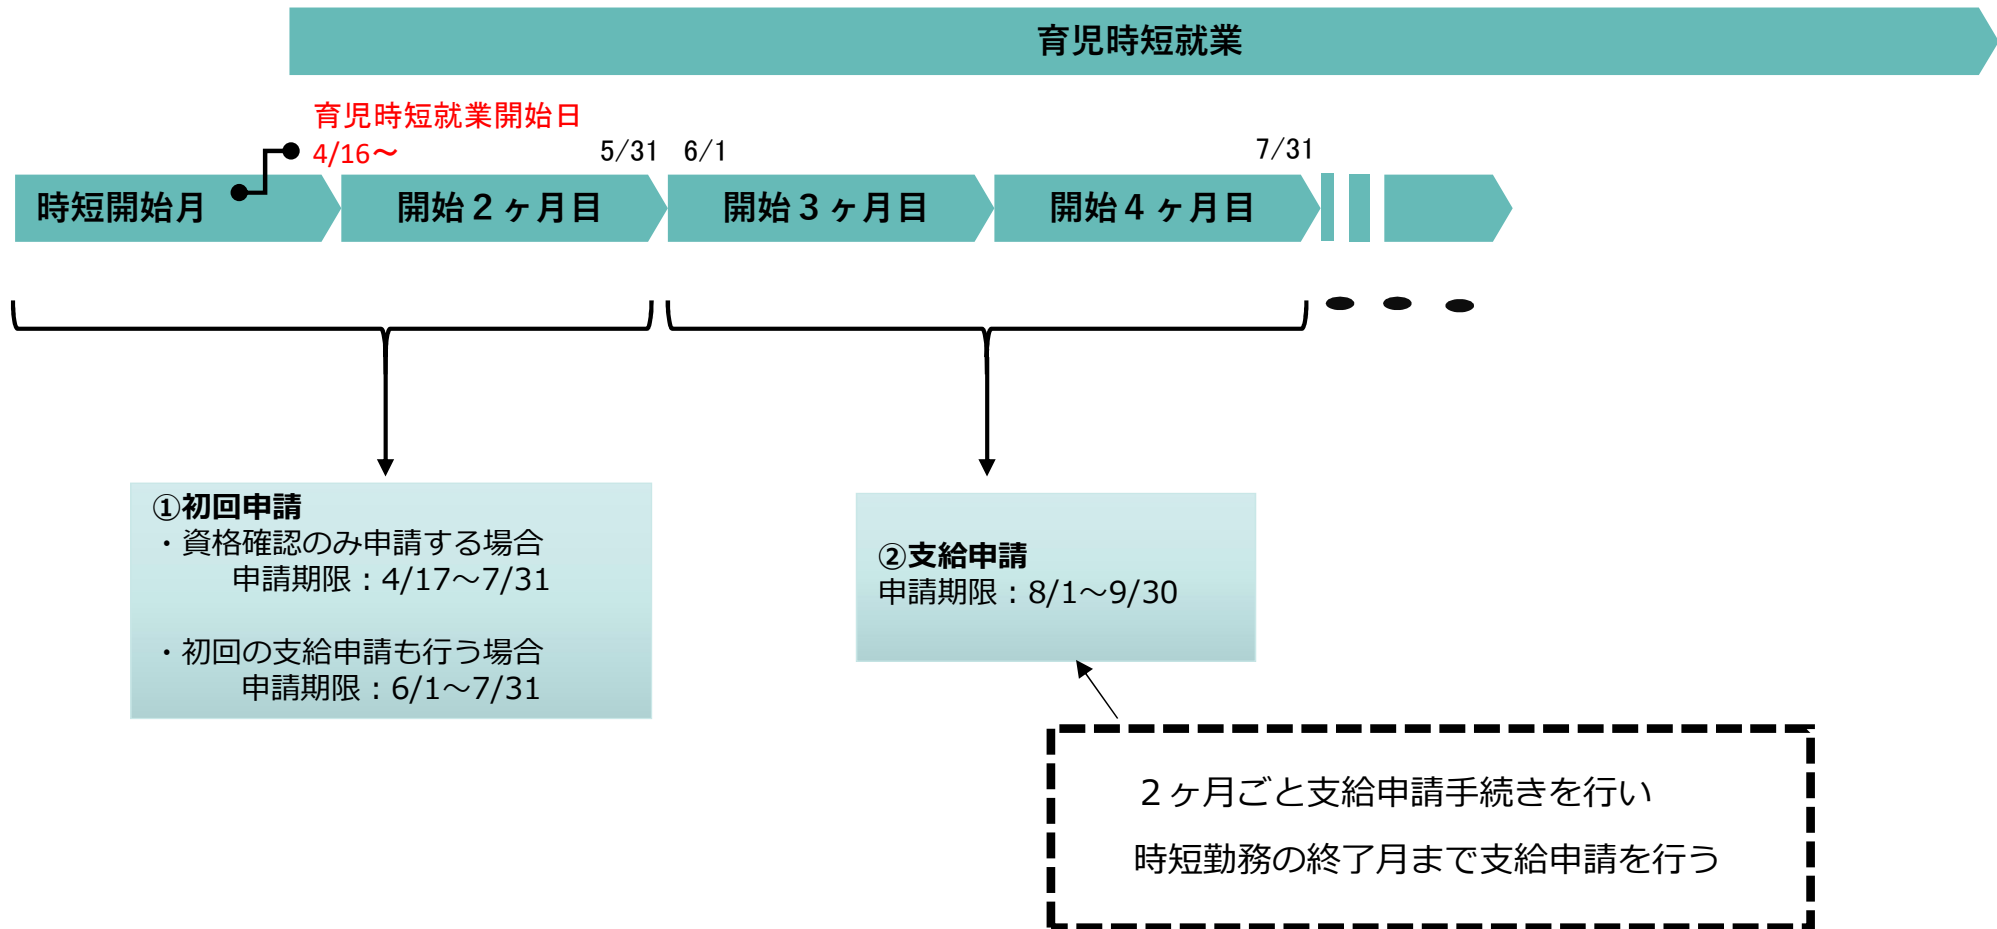 育児時短就業
育児時短就業開始日
4/16～
5/31
6/1
7/31
時短開始月
開始２ヶ月目
開始３ヶ月目
開始４ヶ月目
①初回申請
・資格確認のみ申請する場合
申請期限：4/17～7/31
・初回の支給申請も行う場合
申請期限：6/1～7/31
②支給申請
申請期限：8/1～9/30
２ヶ月ごと支給申請手続きを行い
時短勤務の終了月まで支給申請を行う